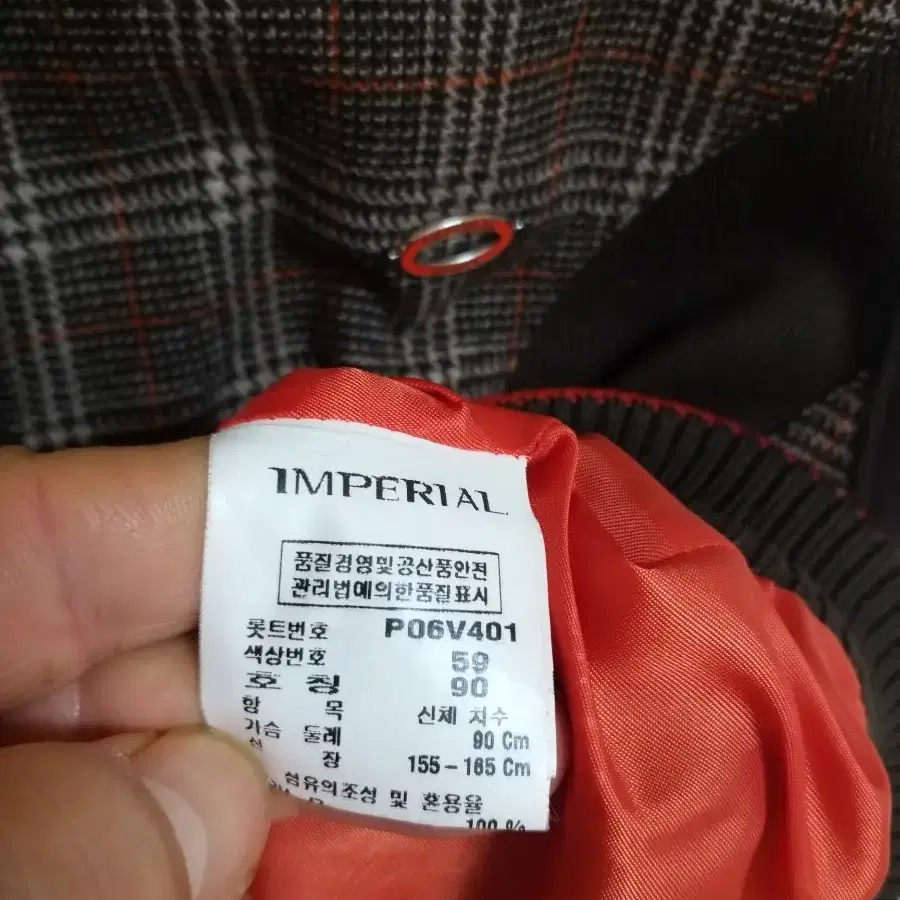 IMPERIAL
품질경영및공산품안전
관리법에의한품질표시
롯트번호 P06V401
색상번호 59
호 칭 90
항 목 신체 치수
가슴 둘레 90 Cm
신 장 155-165 Cm
섬유의조성 및 혼용율
100 %